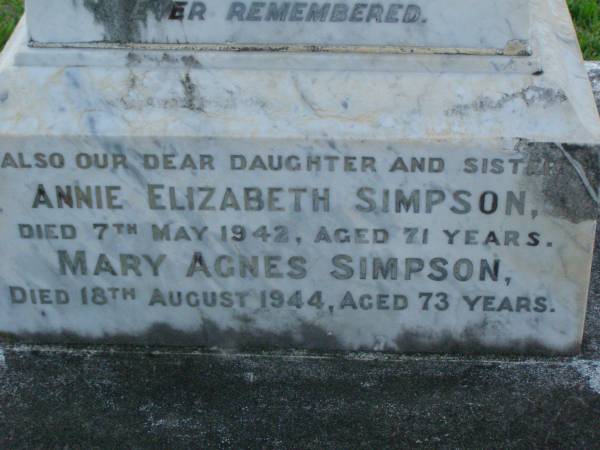 EVER REMEMBERED.
ALSO OUR DEAR DAUGHTER AND SISTER
ANNIE ELIZABETH SIMPSON,
DIED 7TH MAY 1942, AGED 71 YEARS.
MARY AGNES SIMPSON,
DIED 18TH AUGUST 1944, AGED 73 YEARS.